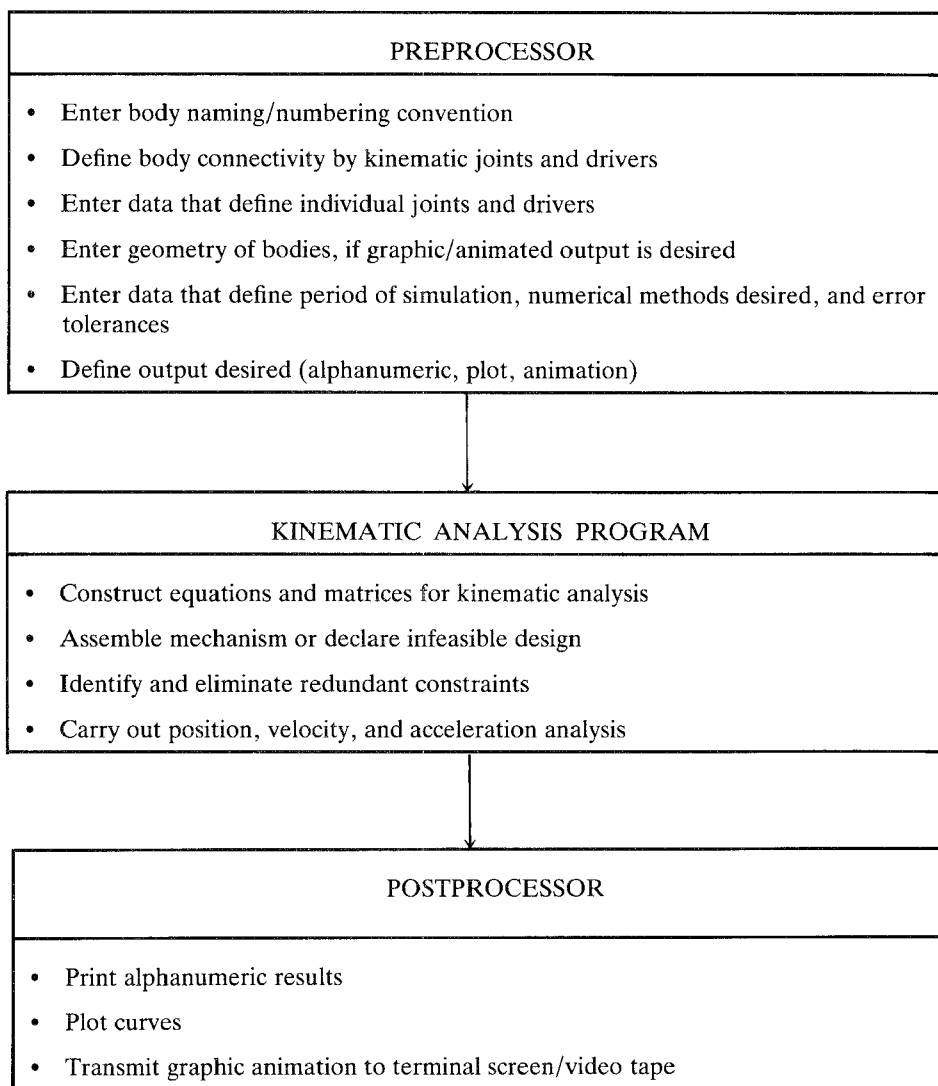 PREPROCESSOR
• Enter body naming/numbering convention
• Define body connectivity by kinematic joints and drivers
• Enter data that define individual joints and drivers
• Enter geometry of bodies, if graphic/animated output is desired
• Enter data that define period of simulation, numerical methods desired, and error
tolerances
• Define output desired (alphanumeric, plot, animation)
KINEMATIC ANALYSIS PROGRAM
• Construct equations and matrices for kinematic analysis
• Assemble mechanism or declare infeasible design
• Identify and eliminate redundant constraints
• Carry out position, velocity, and acceleration analysis
POSTPROCESSOR
• Print alphanumeric results
• Plot curves
• Transmit graphic animation to terminal screen/video tape